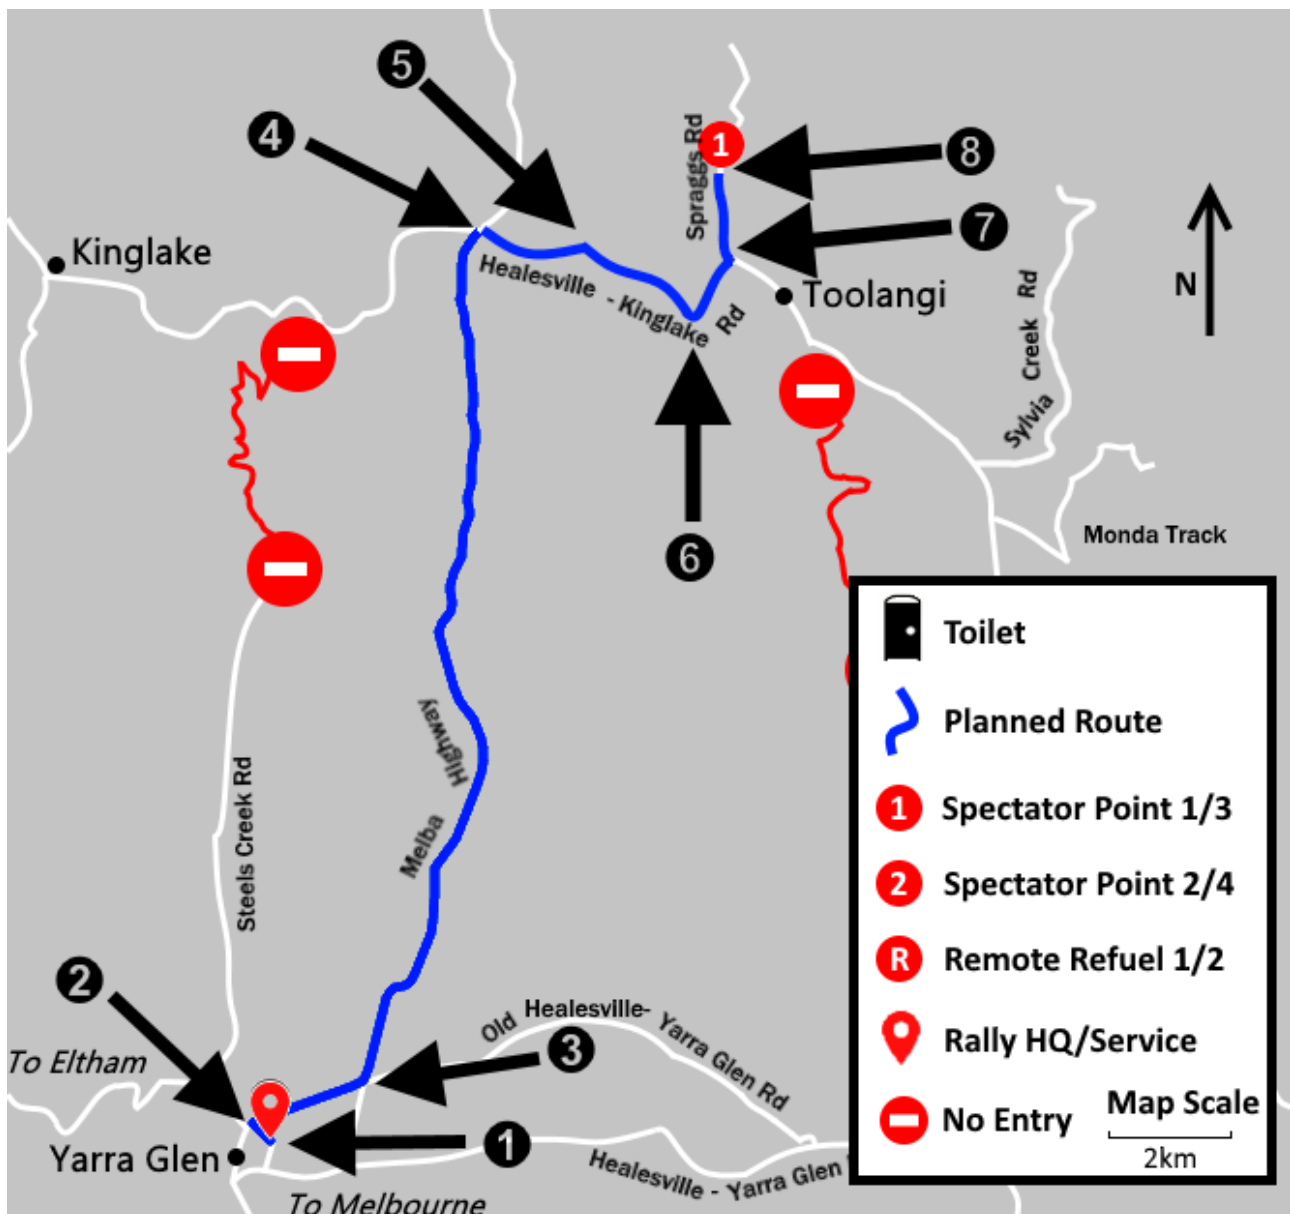 5
4
1
8
Spraggs Rd
7
Kinglake
Healesville - Kinglake Rd
Toolangi
N
Sylvia Creek Rd
6
Monda Track
Melba Highway
Steels Creek Rd
2
To Eltham
Old Healesville- Yarra Glen Rd
3
1
Yarra Glen
Healesville - Yarra Glen
To Melbourne
Toilet
Planned Route
1 Spectator Point 1/3
2 Spectator Point 2/4
R Remote Refuel 1/2
Rally HQ/Service
No Entry
Map Scale
2km